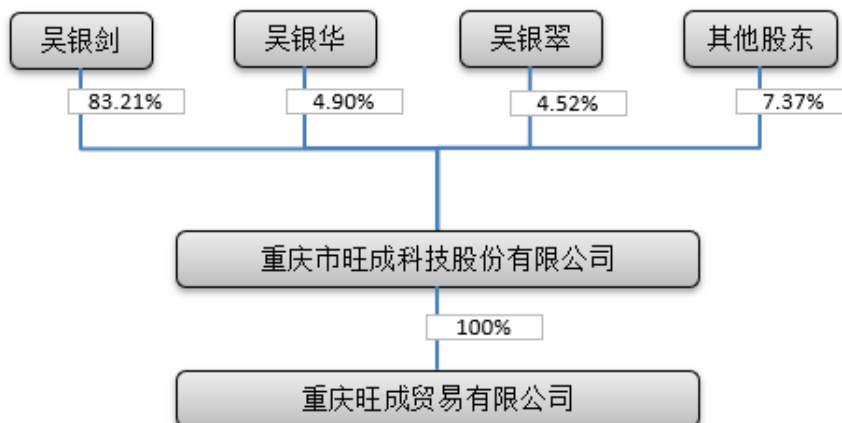 吴银剑 吴银华 吴银翠 其他股东
83.21% 4.90% 4.52% 7.37%
重庆市旺成科技股份有限公司
100%
重庆旺成贸易有限公司